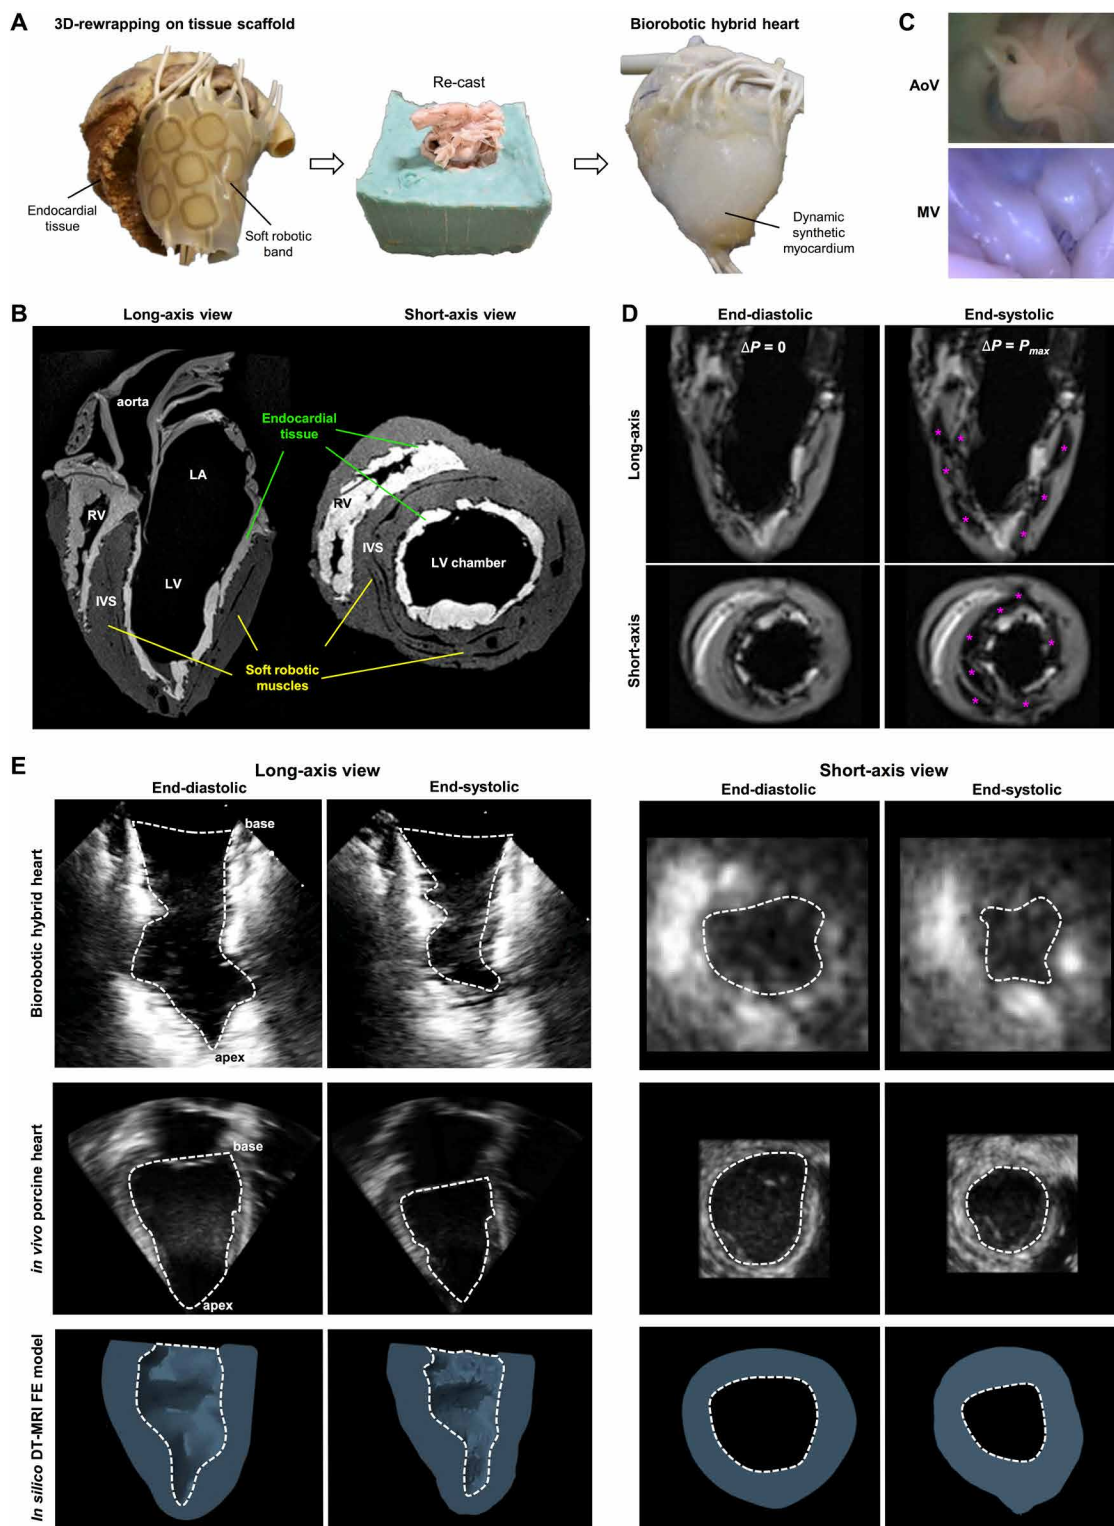 A
3D-rewrapping on tissue scaffold
Biorobotic hybrid heart
C
Re-cast
AoV
Endocardial
tissue
Soft robotic
band
Dynamic
synthetic
myocardium
MV
B
Long-axis view
Short-axis view
aorta
Endocardial
tissue
LA
RV
RV
IVS
LV chamber
LV
IVS
Soft robotic
muscles
D
End-diastolic
End-systolic
ΔP = 0
ΔP = Pmax
Long-axis
Short-axis
* * * * * * *
* * * * * * *
E
Long-axis view
Short-axis view
End-diastolic
End-systolic
End-diastolic
End-systolic
Biorobotic hybrid heart
base
apex
in vivo porcine heart
base
apex
In silico DT-MRI FE model